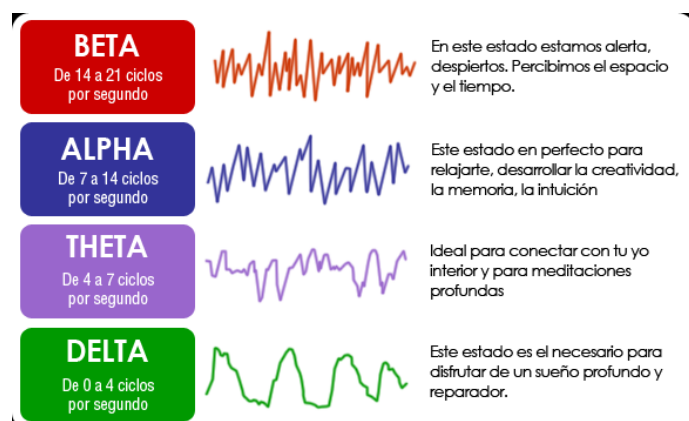 BETA
De 14 a 21 ciclos
por segundo
En este estado estamos alerta,
despiertos. Percibimos el espacio
y el tiempo.
ALPHA
De 7 a 14 ciclos
por segundo
Este estado en perfecto para
relajarte, desarrollar la creatividad,
la memoria, la intuición
THETA
De 4 a 7 ciclos
por segundo
Ideal para conectar con tu yo
interior y para meditaciones
profundas
DELTA
De 0 a 4 ciclos
por segundo
Este estado es el necesario para
disfrutar de un sueño profundo y
reparador.